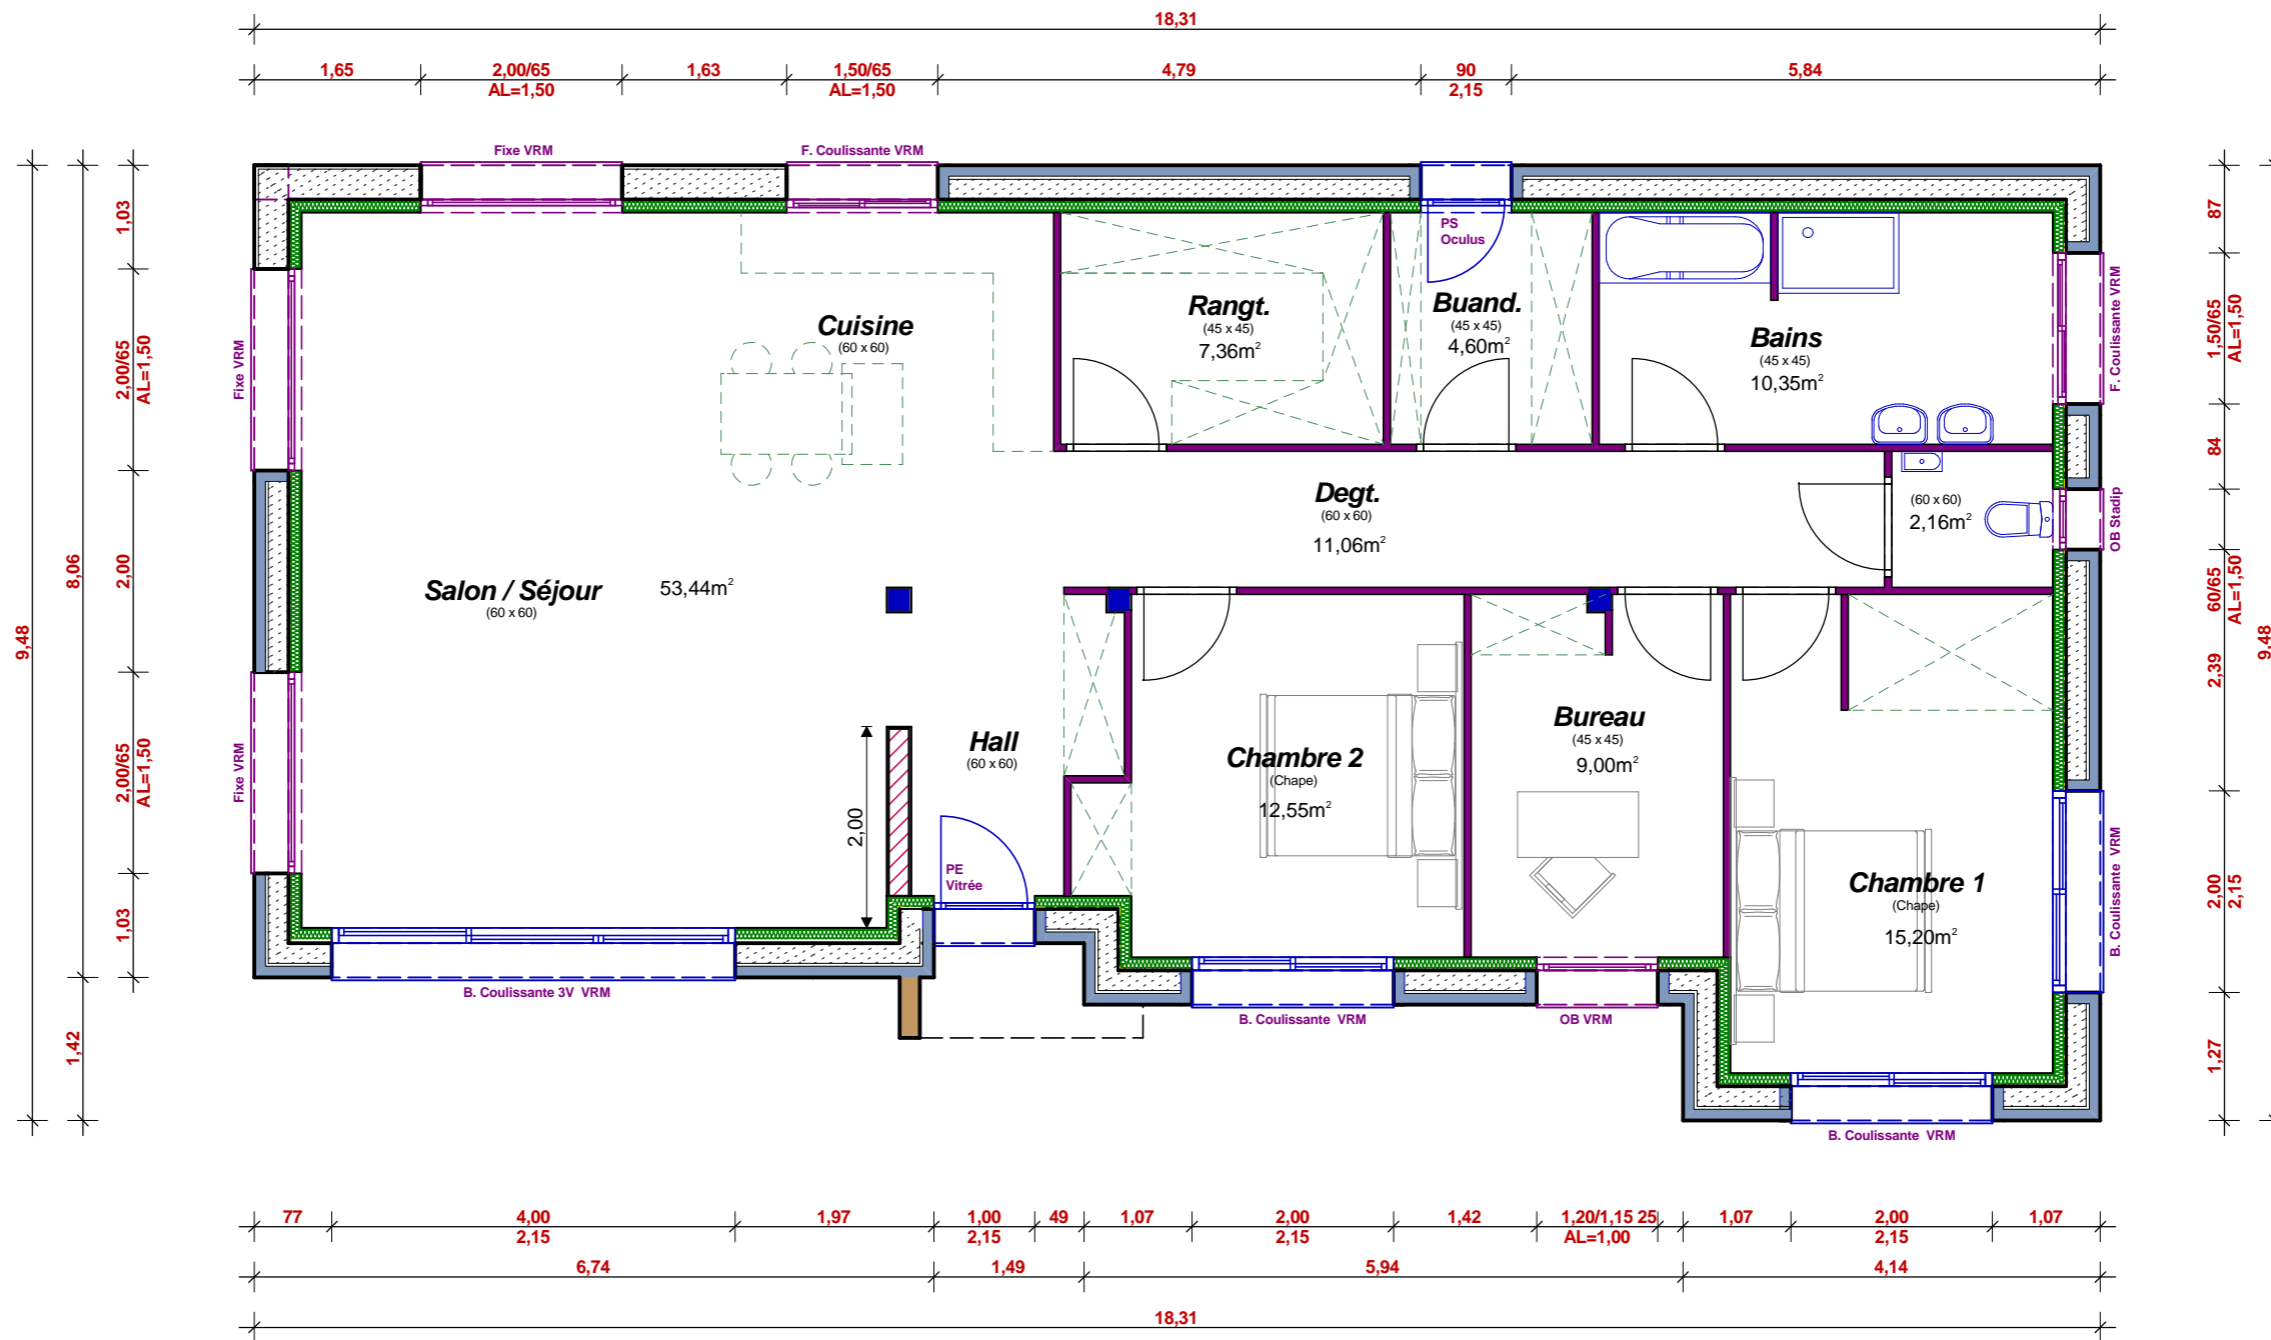 18,31
1,65
2,00/65
AL=1,50
1,63
1,50/65
AL=1,50
4,79
90
2,15
5,84
Fixe VRM
F. Coulissante VRM
9,48
8,06
1,42
1,03
2,00/65
AL=1,50
2,00
2,00/65
AL=1,50
1,03
Fixe VRM
Fixe VRM
Cuisine
(60 x 60)
Rangt.
(45 x 45)
7,36m²
PS
Oculus
Buand.
(45 x 45)
4,60m²
Bains
(45 x 45)
10,35m²
Degt.
(60 x 60)
11,06m²
(60 x 60)
2,16m²
Salon / Séjour
(60 x 60)
53,44m²
Hall
(60 x 60)
2,00
PE
Vitrée
Chambre 2
(Chape)
12,55m²
Bureau
(45 x 45)
9,00m²
Chambre 1
(Chape)
15,20m²
F. Coulissante VRM
OB Stadip
B. Coulissante VRM
87
1,50/65
AL=1,50
84
60/65
AL=1,50
2,39
2,00
2,15
1,27
9,48
B. Coulissante 3V VRM
B. Coulissante VRM
OB VRM
B. Coulissante VRM
77
4,00
2,15
1,97
1,00
2,15
49
1,07
2,00
2,15
1,42
1,20/1,15
AL=1,00
25
1,07
2,00
2,15
1,07
6,74
1,49
5,94
4,14
18,31